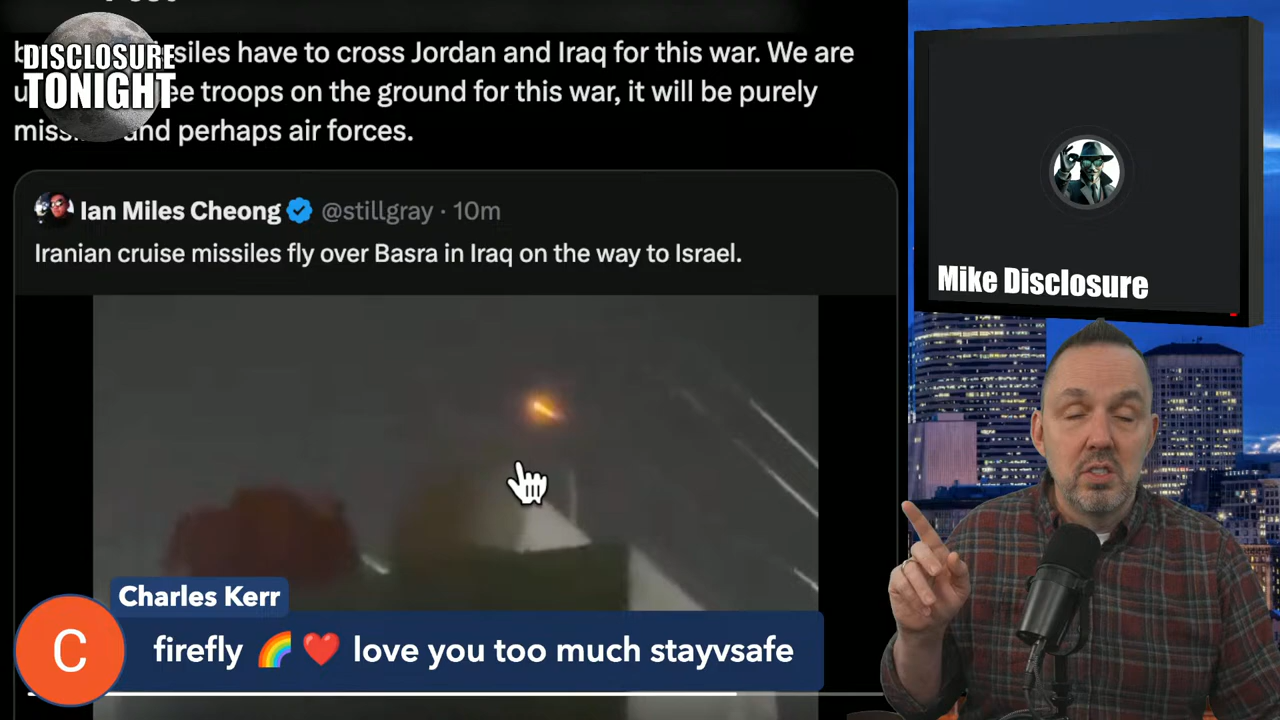 DISCLOSURE
TONIGHT
have to cross Jordan and Iraq for this war. We are
troops on the ground for this war, it will be purely
and perhaps air forces.
Ian Miles Cheong @stillgray · 10m
Iranian cruise missiles fly over Basra in Iraq on the way to Israel.
Mike Disclosure
Charles Kerr
C
firefly 🌈 ❤️ love you too much stayvsafe